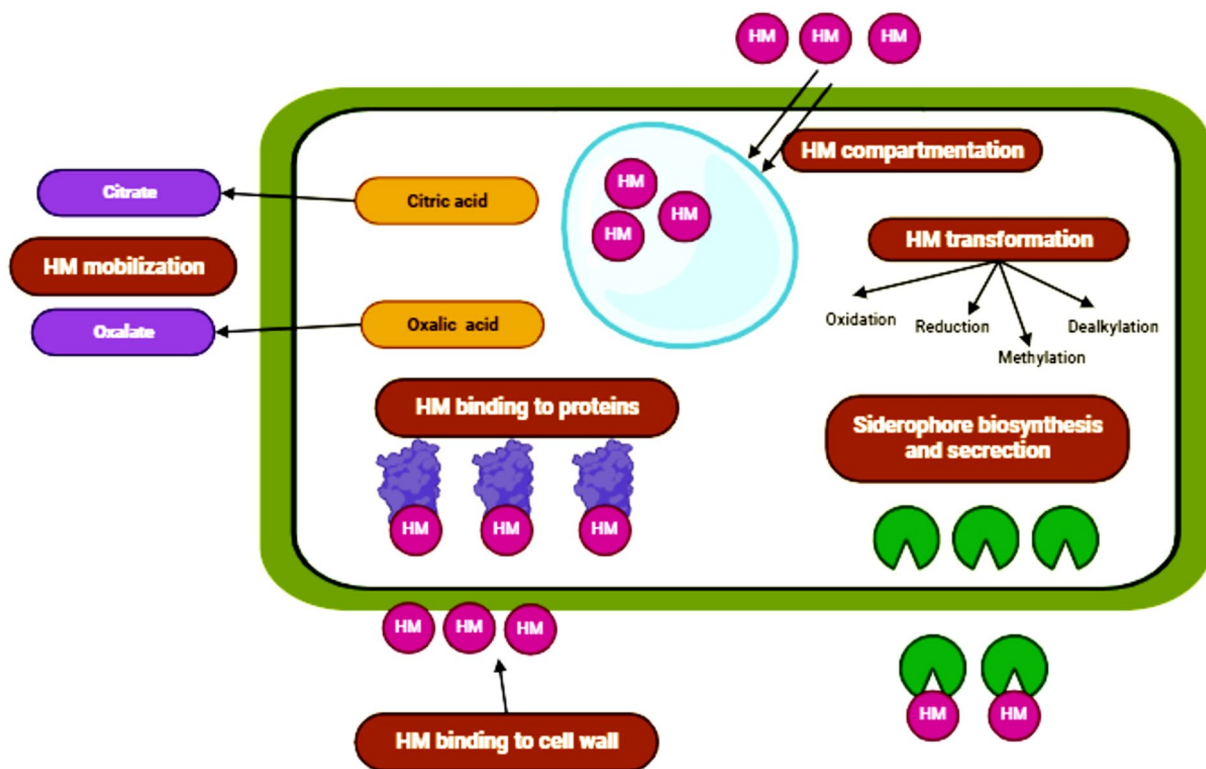 HM HM HM
HM compartmentation
Citrate
Citric acid
HM
HM
HM
HM mobilization
HM transformation
Oxalate
Oxalic acid
Oxidation
Reduction
Dealkylation
Methylation
HM binding to proteins
Siderophore biosynthesis
and secretion
HM HM HM
HM HM HM
HM HM
HM binding to cell wall